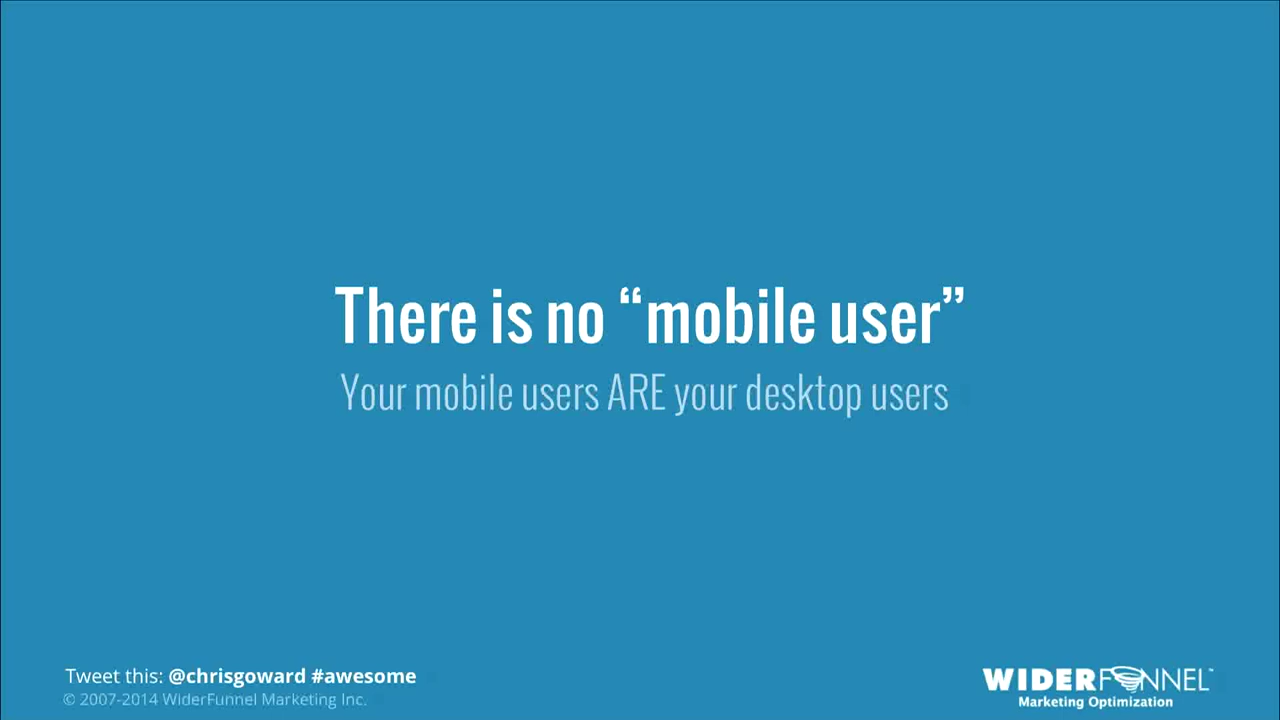 There is no “mobile user”
Your mobile users ARE your desktop users
Tweet this: @chrisgoward #awesome
© 2007-2014 WiderFunnel Marketing Inc.
WIDERFUNNEL™
Marketing Optimization